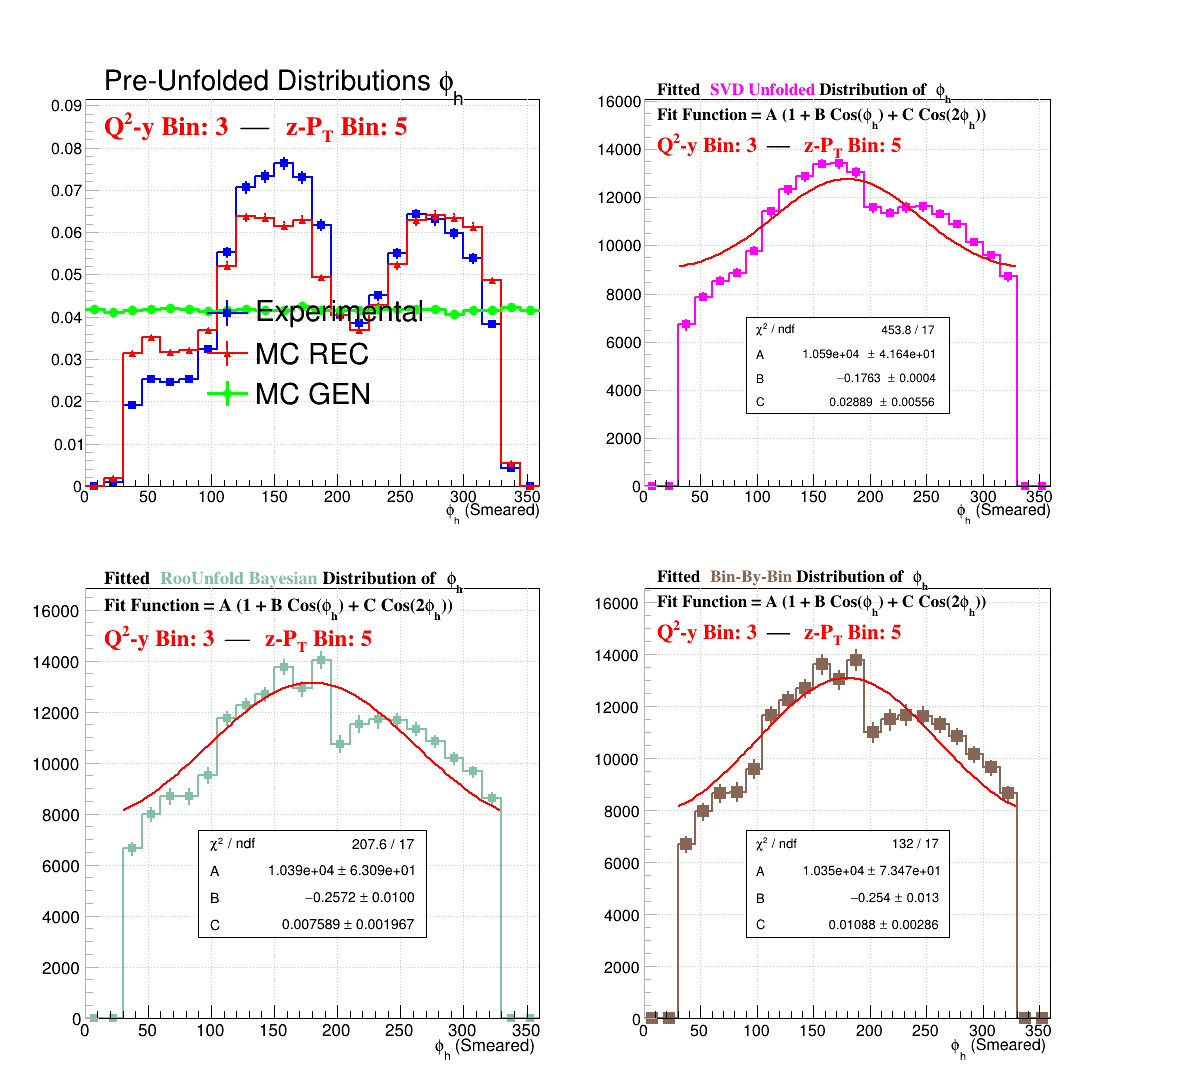 Pre-Unfolded Distributions ϕh
Q²-y Bin: 3 — z-PT Bin: 5
0.09
0.08
0.07
0.06
0.05
0.04
0.03
0.02
0.01
0
Experimental
MC REC
MC GEN
0 50 100 150 200 250 300 350
ϕh (Smeared)
Fitted SVD Unfolded Distribution of ϕh
Fit Function = A (1 + B Cos(ϕh) + C Cos(2ϕh))
Q²-y Bin: 3 — z-PT Bin: 5
16000
14000
12000
10000
8000
6000
4000
2000
0
χ² / ndf 453.8 / 17
A 1.059e+04 ± 4.164e+01
B −0.1763 ± 0.0004
C 0.02889 ± 0.00556
0 50 100 150 200 250 300 350
ϕh (Smeared)
Fitted RooUnfold Bayesian Distribution of ϕh
Fit Function = A (1 + B Cos(ϕh) + C Cos(2ϕh))
Q²-y Bin: 3 — z-PT Bin: 5
16000
14000
12000
10000
8000
6000
4000
2000
0
χ² / ndf 207.6 / 17
A 1.039e+04 ± 6.309e+01
B −0.2572 ± 0.0100
C 0.007589 ± 0.001967
0 50 100 150 200 250 300 350
ϕh (Smeared)
Fitted Bin-By-Bin Distribution of ϕh
Fit Function = A (1 + B Cos(ϕh) + C Cos(2ϕh))
Q²-y Bin: 3 — z-PT Bin: 5
16000
14000
12000
10000
8000
6000
4000
2000
0
χ² / ndf 132 / 17
A 1.035e+04 ± 7.347e+01
B −0.254 ± 0.013
C 0.01088 ± 0.00286
0 50 100 150 200 250 300 350
ϕh (Smeared)